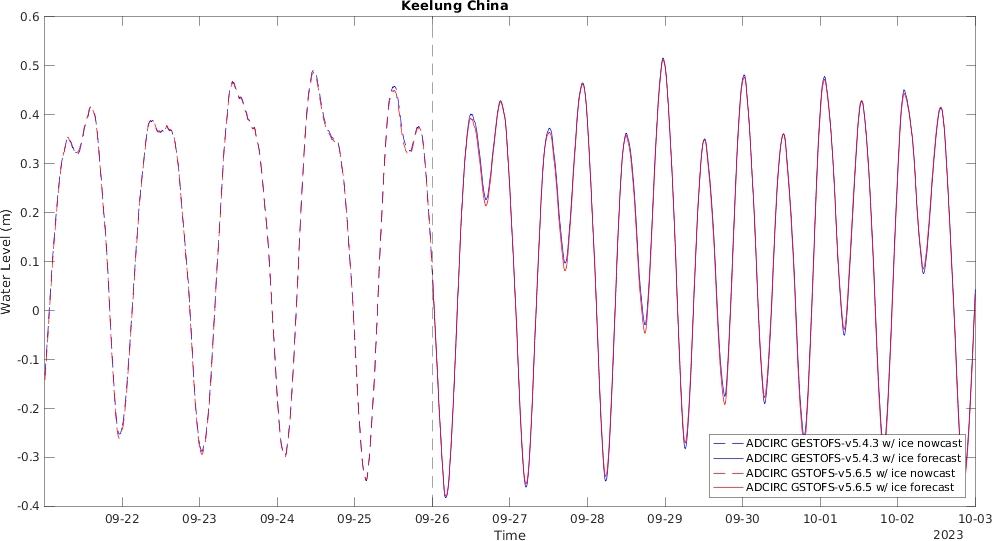 Keelung China
0.6
0.5
0.4
0.3
0.2
0.1
0
-0.1
-0.2
-0.3
-0.4
Water Level (m)
ADCIRC GESTOFS-v5.4.3 w/ ice nowcast
ADCIRC GESTOFS-v5.4.3 w/ ice forecast
ADCIRC GSTOFS-v5.6.5 w/ ice nowcast
ADCIRC GSTOFS-v5.6.5 w/ ice forecast
09-22 09-23 09-24 09-25 09-26 09-27 09-28 09-29 09-30 10-01 10-02 10-03
Time
2023